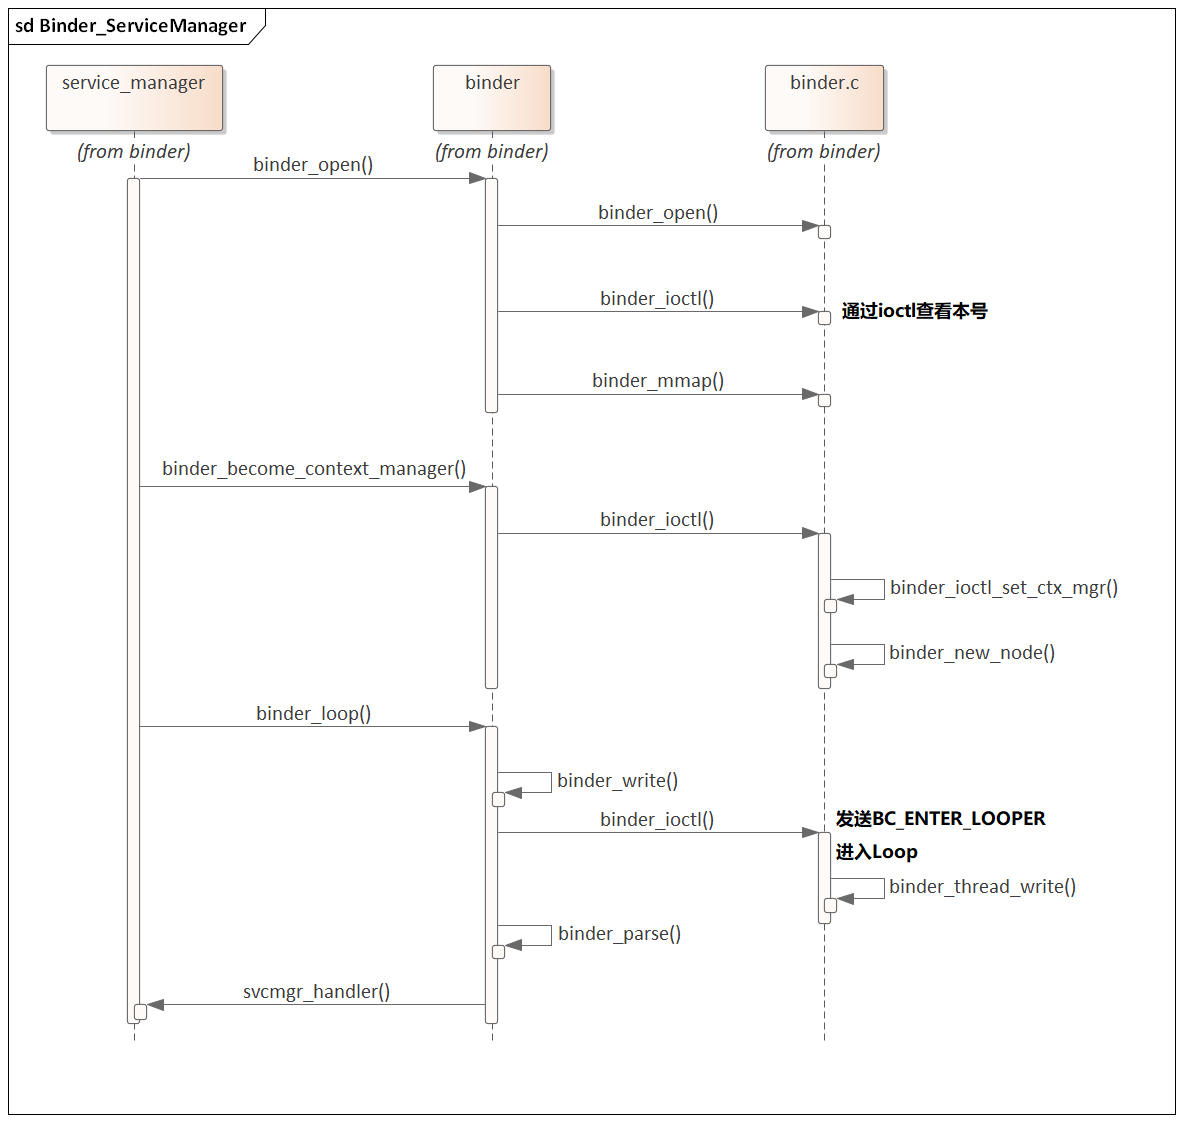 sd Binder_ServiceManager
service_manager
binder
binder.c
(from binder)
(from binder)
(from binder)
binder_open()
binder_open()
binder_ioctl()
通过ioctl查看本号
binder_mmap()
binder_become_context_manager()
binder_ioctl()
binder_ioctl_set_ctx_mgr()
binder_new_node()
binder_loop()
binder_write()
binder_ioctl()
发送BC_ENTER_LOOPER
进入Loop
binder_thread_write()
binder_parse()
svcmgr_handler()